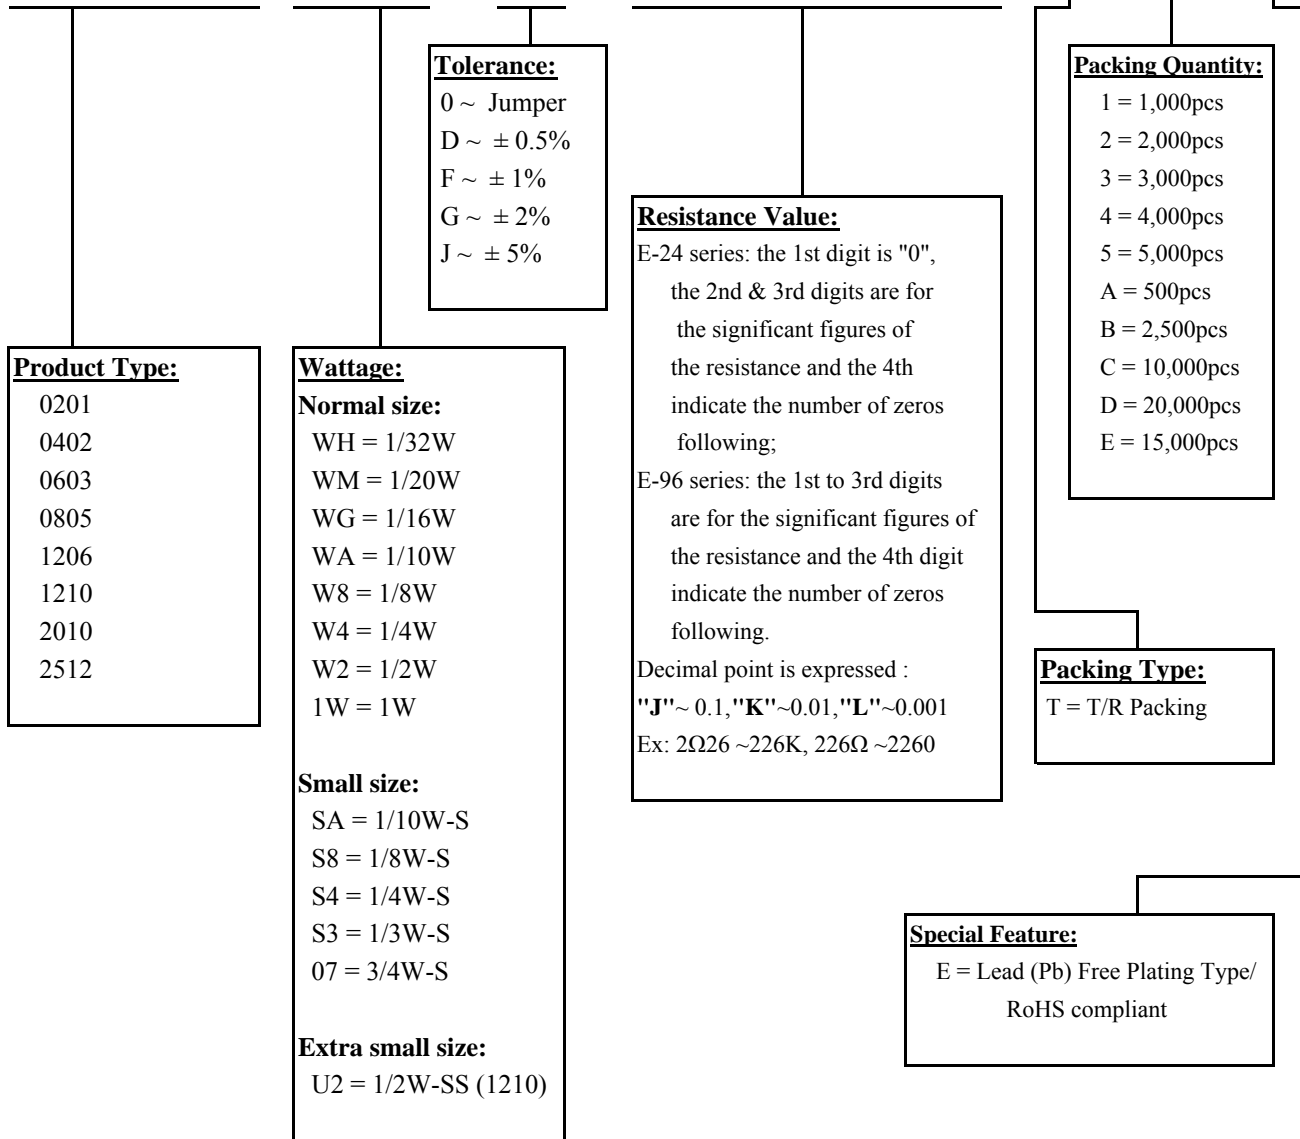 Tolerance:
0 ~ Jumper
D ~ ± 0.5%
F ~ ± 1%
G ~ ± 2%
J ~ ± 5%
Packing Quantity:
1 = 1,000pcs
2 = 2,000pcs
3 = 3,000pcs
4 = 4,000pcs
5 = 5,000pcs
A = 500pcs
B = 2,500pcs
C = 10,000pcs
D = 20,000pcs
E = 15,000pcs
Resistance Value:
E-24 series: the 1st digit is "0",
the 2nd & 3rd digits are for
the significant figures of
the resistance and the 4th
indicate the number of zeros
following;
E-96 series: the 1st to 3rd digits
are for the significant figures of
the resistance and the 4th digit
indicate the number of zeros
following.
Decimal point is expressed :
"J"~ 0.1,"K"~0.01,"L"~0.001
Ex: 2Ω26 ~226K, 226Ω ~2260
Product Type:
0201
0402
0603
0805
1206
1210
2010
2512
Wattage:
Normal size:
WH = 1/32W
WM = 1/20W
WG = 1/16W
WA = 1/10W
W8 = 1/8W
W4 = 1/4W
W2 = 1/2W
1W = 1W
Small size:
SA = 1/10W-S
S8 = 1/8W-S
S4 = 1/4W-S
S3 = 1/3W-S
07 = 3/4W-S
Extra small size:
U2 = 1/2W-SS (1210)
Packing Type:
T = T/R Packing
Special Feature:
E = Lead (Pb) Free Plating Type/
RoHS compliant